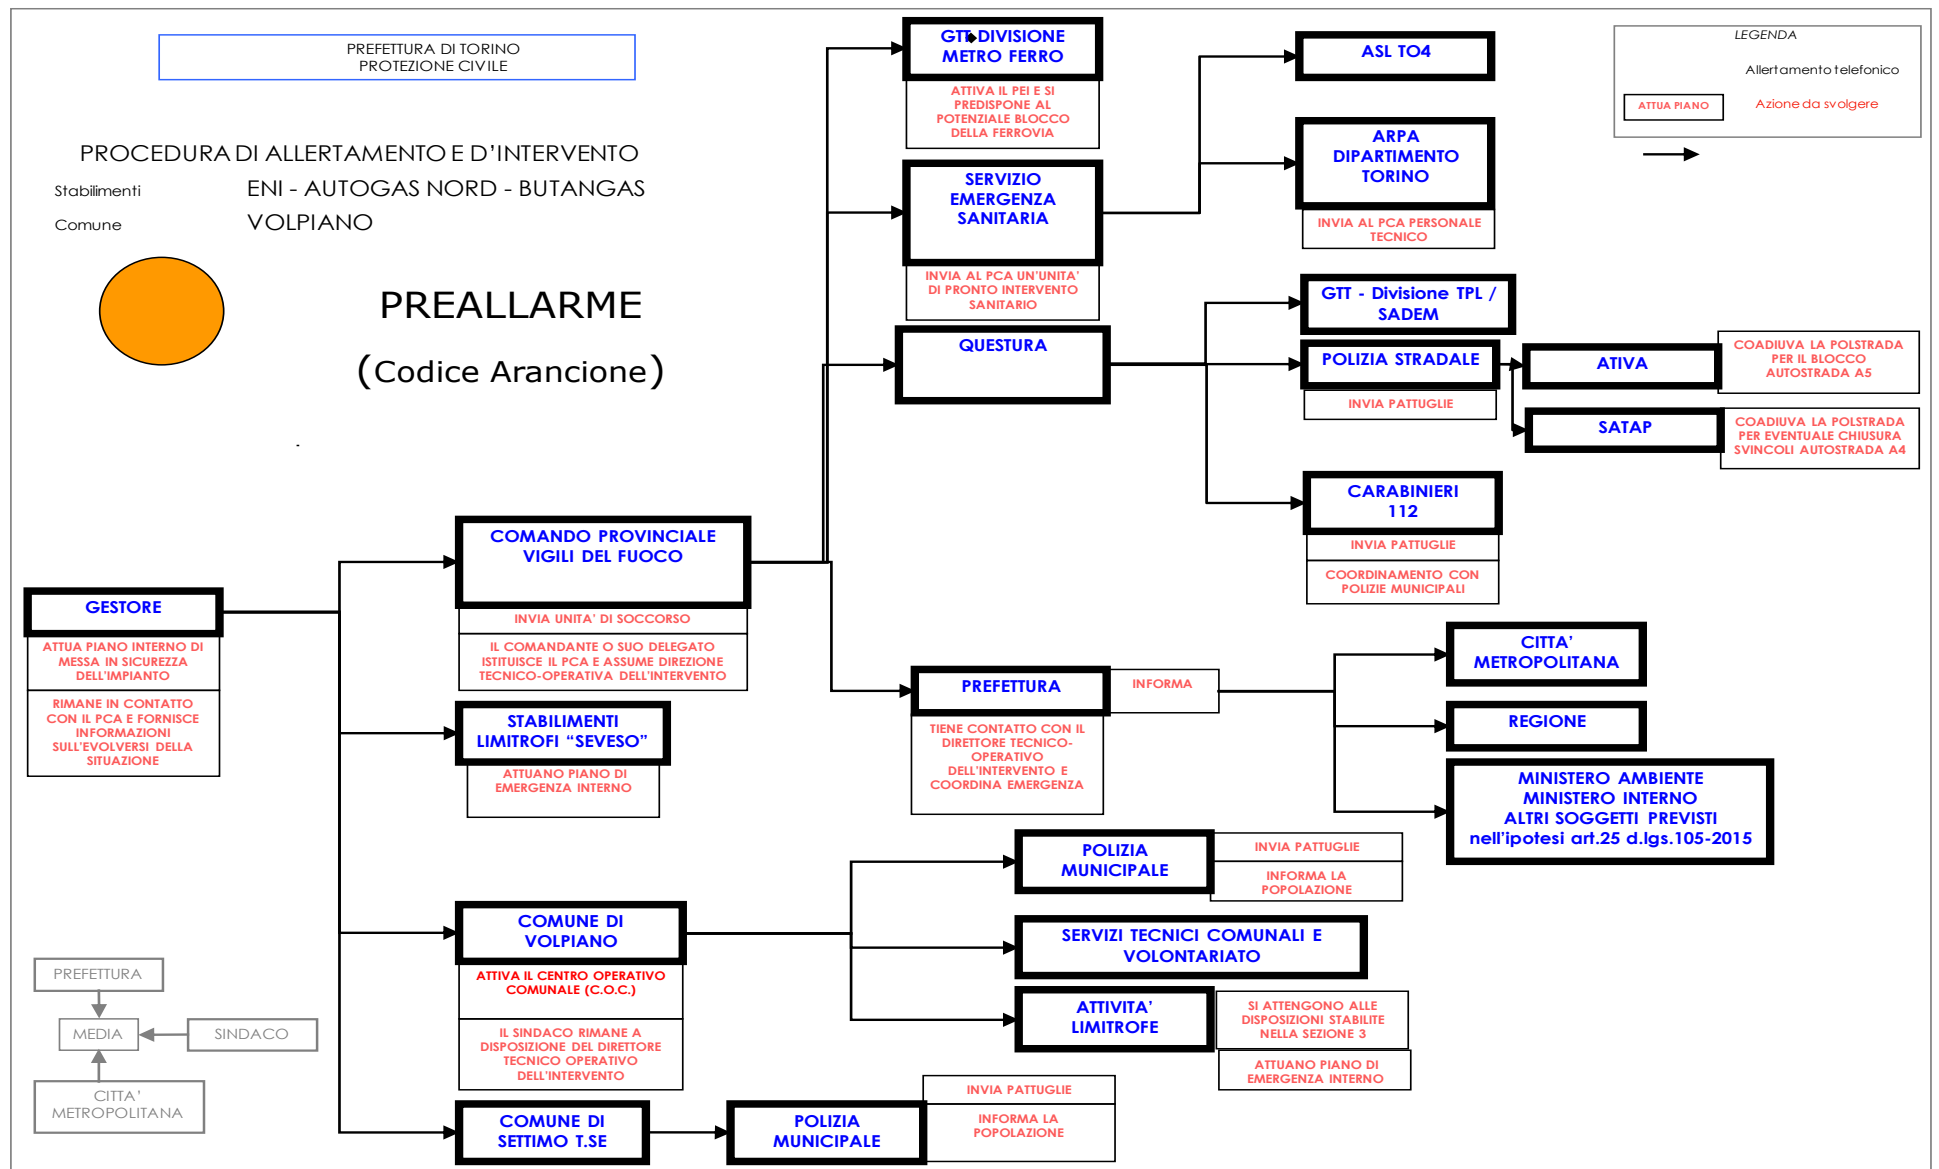 PREFETTURA DI TORINO
PROTEZIONE CIVILE
PROCEDURA DI ALLERTAMENTO E D'INTERVENTO
Stabilimenti ENI - AUTOGAS NORD - BUTANGAS
Comune VOLPIANO
PREALLARME
(Codice Arancione)
LEGENDA
Allertamento telefonico
ATTUA PIANO Azione da svolgere
GESTORE
ATTUA PIANO INTERNO DI
MESSA IN SICUREZZA
DELL'IMPIANTO
RIMANE IN CONTATTO
CON IL PCA E FORNISCE
INFORMAZIONI
SULL'EVOLVERSI DELLA
SITUAZIONE
COMANDO PROVINCIALE
VIGILI DEL FUOCO
INVIA UNITA' DI SOCCORSO
IL COMANDANTE O SUO DELEGATO
ISTITUISCE IL PCA E ASSUME DIREZIONE
TECNICO-OPERATIVA DELL'INTERVENTO
STABILIMENTI
LIMITROFI “SEVESO”
ATTUANO PIANO DI
EMERGENZA INTERNO
COMUNE DI
VOLPIANO
ATTIVA IL CENTRO OPERATIVO
COMUNALE (C.O.C.)
IL SINDACO RIMANE A
DISPOSIZIONE DEL DIRETTORE
TECNICO OPERATIVO
DELL'INTERVENTO
COMUNE DI
SETTIMO T.SE
POLIZIA
MUNICIPALE
INVIA PATTUGLIE
INFORMA LA
POPOLAZIONE
GTT DIVISIONE
METRO FERRO
ATTIVA IL PEI E SI
PREDISPONE AL
POTENZIALE BLOCCO
DELLA FERROVIA
SERVIZIO
EMERGENZA
SANITARIA
INVIA AL PCA UN'UNITA'
DI PRONTO INTERVENTO
SANITARIO
QUESTURA
PREFETTURA
INFORMA
TIENE CONTATTO CON IL
DIRETTORE TECNICO-
OPERATIVO
DELL'INTERVENTO E
COORDINA EMERGENZA
ASL TO4
ARPA
DIPARTIMENTO
TORINO
INVIA AL PCA PERSONALE
TECNICO
GTT - Divisione TPL /
SADEM
POLIZIA STRADALE
INVIA PATTUGLIE
ATIVA
COADIUVA LA POLSTRADA
PER IL BLOCCO
AUTOSTRADA A5
SATAP
COADIUVA LA POLSTRADA
PER EVENTUALE CHIUSURA
SVINCOLI AUTOSTRADA A4
CARABINIERI
112
INVIA PATTUGLIE
COORDINAMENTO CON
POLIZIE MUNICIPALI
CITTA'
METROPOLITANA
REGIONE
MINISTERO AMBIENTE
MINISTERO INTERNO
ALTRI SOGGETTI PREVISTI
nell'ipotesi art.25 d.lgs.105-2015
POLIZIA
MUNICIPALE
INVIA PATTUGLIE
INFORMA LA
POPOLAZIONE
SERVIZI TECNICI COMUNALI E
VOLONTARIATO
ATTIVITA'
LIMITROFE
SI ATTENGONO ALLE
DISPOSIZIONI STABILITE
NELLA SEZIONE 3
ATTUANO PIANO DI
EMERGENZA INTERNO
PREFETTURA
MEDIA
SINDACO
CITTA'
METROPOLITANA